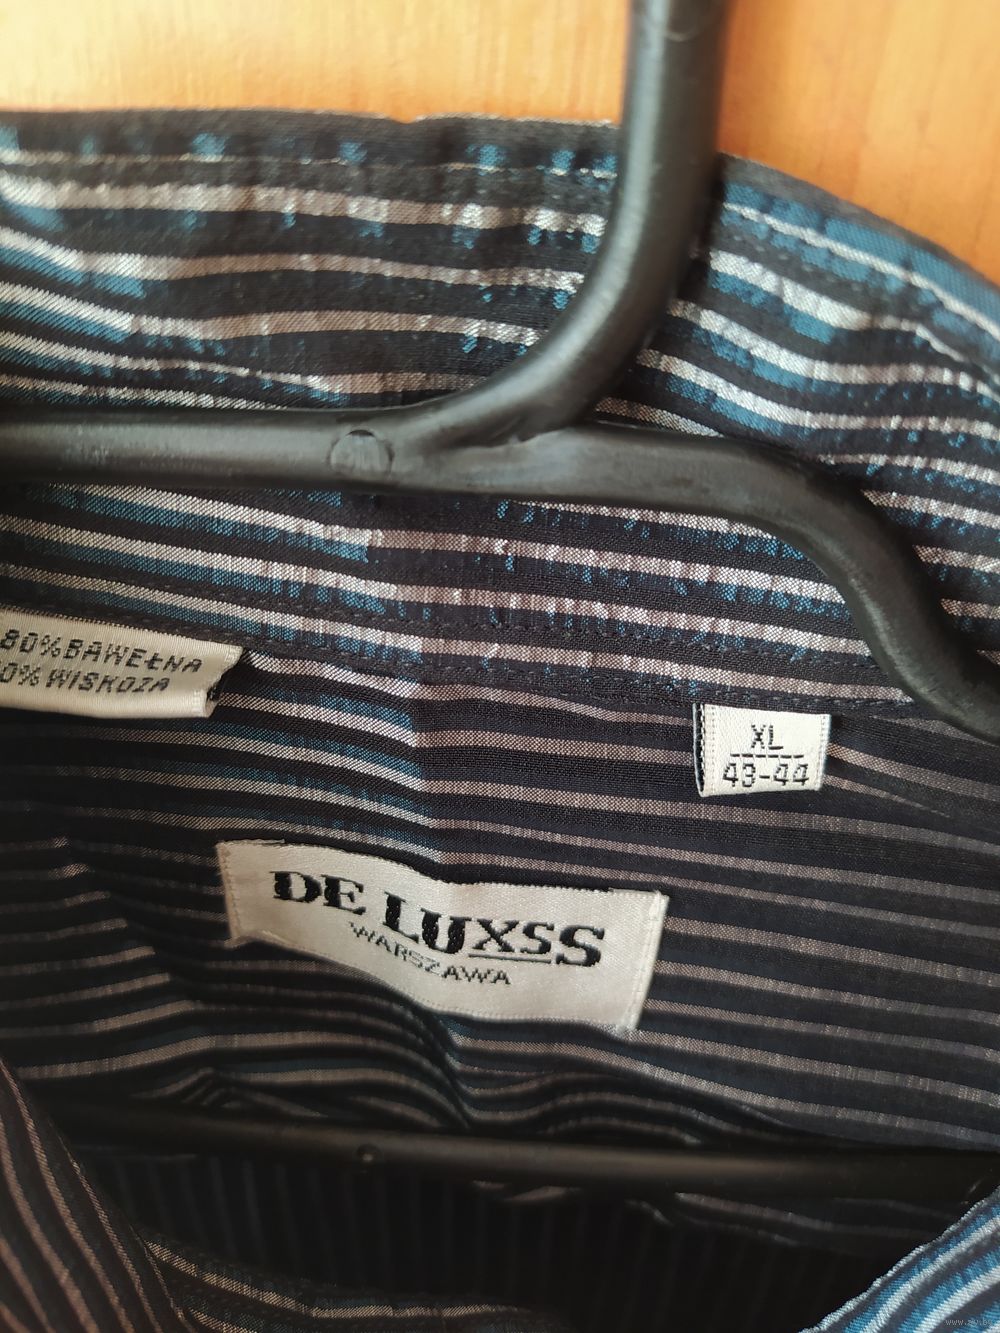 80% BAWEŁNA
0% WISKOZA
XL
43-44
DE LUXSS
WARSZAWA